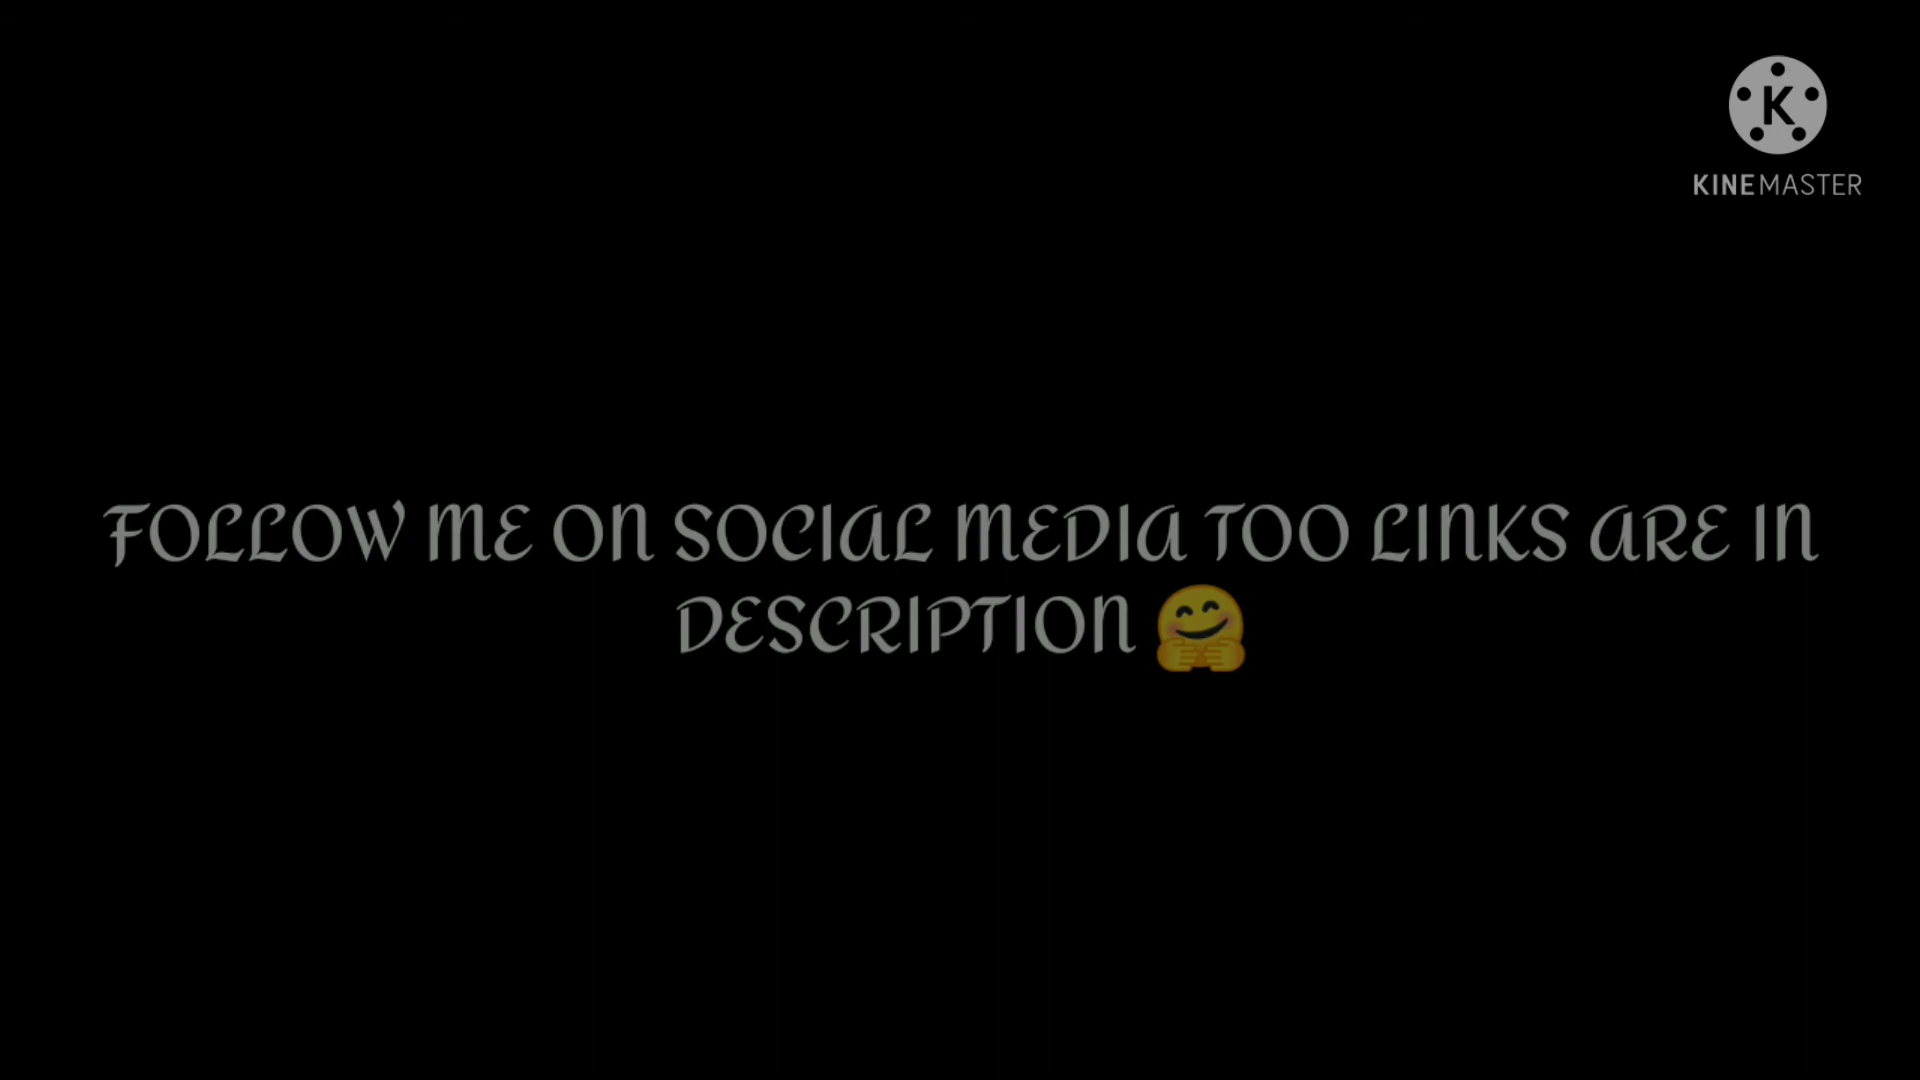 K
KINEMASTER
FOLLOW ME ON SOCIAL MEDIA TOO LINKS ARE IN
DESCRIPTION 🤗